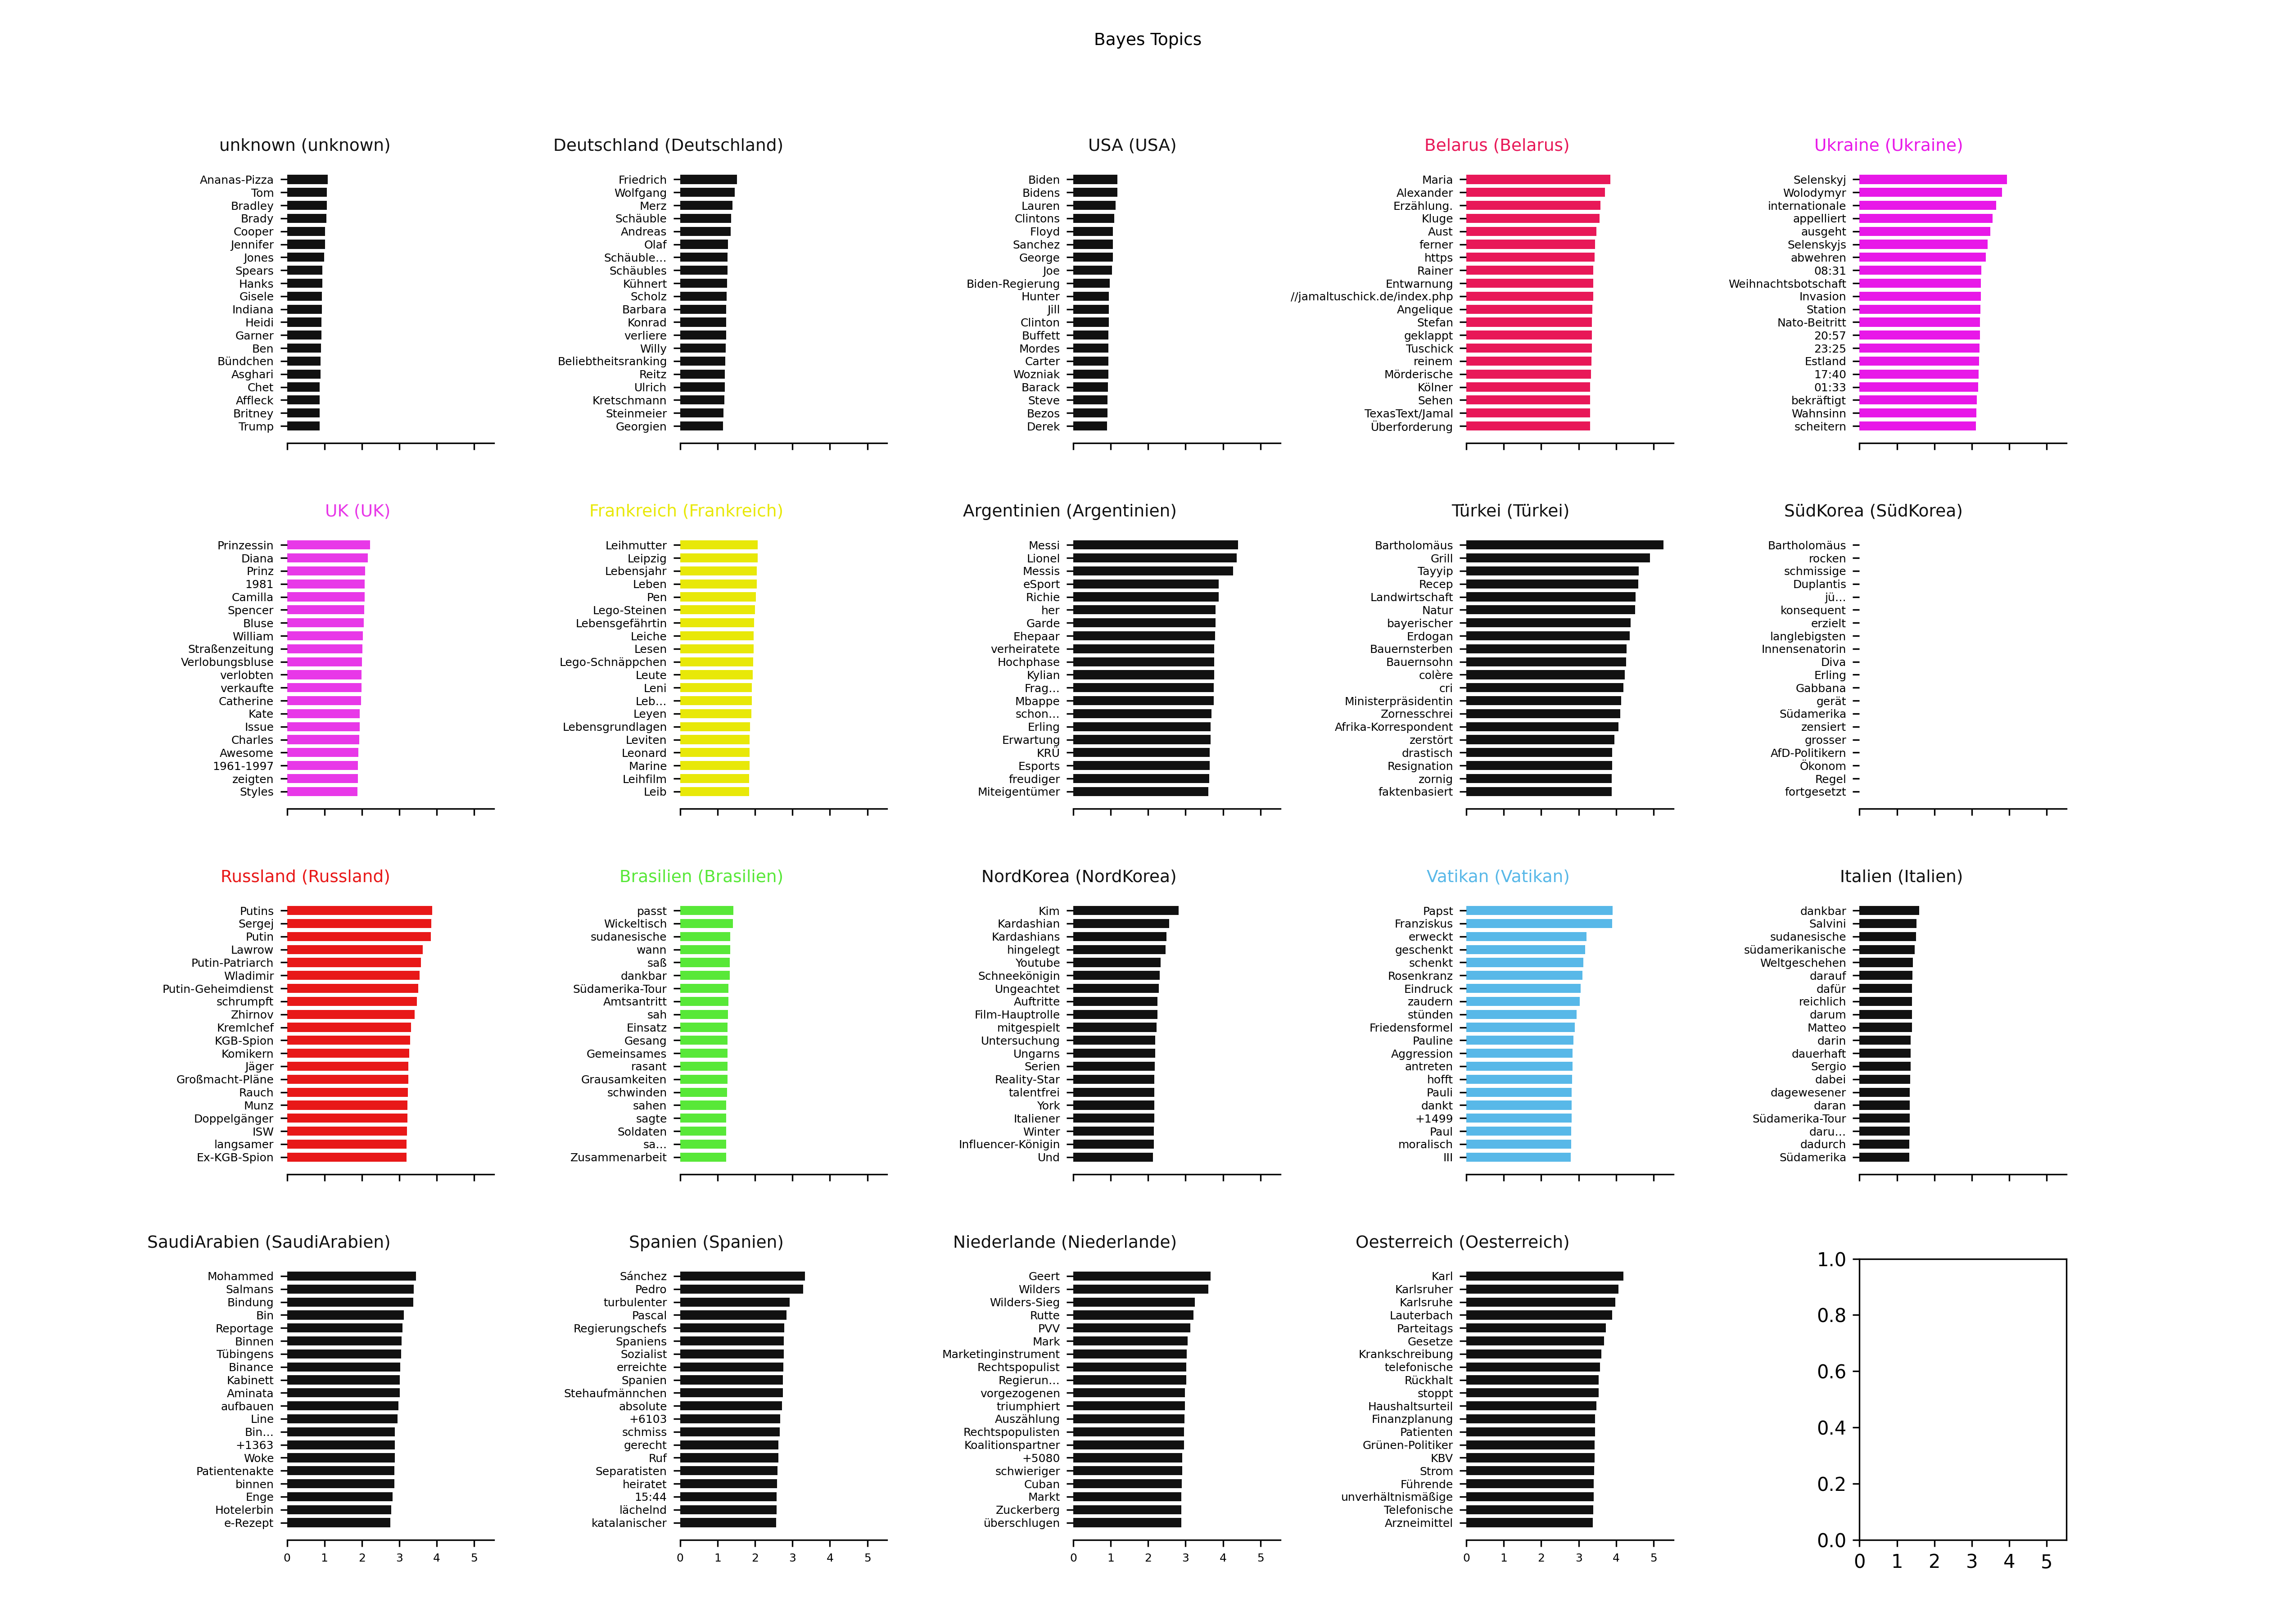 Bayes Topics
unknown (unknown)
Ananas-Pizza
Tom
Bradley
Brady
Cooper
Jennifer
Jones
Spears
Hanks
Gisele
Indiana
Heidi
Garner
Ben
Bündchen
Asghari
Chet
Affleck
Britney
Trump
Deutschland (Deutschland)
Friedrich
Wolfgang
Merz
Schäuble
Andreas
Olaf
Schäuble…
Schäubles
Kühnert
Scholz
Barbara
Konrad
verliere
Willy
Beliebtheitsranking
Reitz
Ulrich
Kretschmann
Steinmeier
Georgien
USA (USA)
Biden
Bidens
Lauren
Clintons
Floyd
Sanchez
George
Joe
Biden-Regierung
Hunter
Jill
Clinton
Buffett
Mordes
Carter
Wozniak
Barack
Steve
Bezos
Derek
Belarus (Belarus)
Maria
Alexander
Erzählung.
Kluge
Aust
ferner
https
Rainer
Entwarnung
//jamaltuschick.de/index.php
Angelique
Stefan
geklappt
Tuschick
reinem
Mörderische
Kölner
Sehen
TexasText/Jamal
Überforderung
Ukraine (Ukraine)
Selenskyj
Wolodymyr
internationale
appelliert
ausgeht
Selenskyjs
abwehren
08:31
Weihnachtsbotschaft
Invasion
Station
Nato-Beitritt
20:57
23:25
Estland
17:40
01:33
bekräftigt
Wahnsinn
scheitern
UK (UK)
Prinzessin
Diana
Prinz
1981
Camilla
Spencer
Bluse
William
Straßenzeitung
Verlobungsbluse
verlobten
verkaufte
Catherine
Kate
Issue
Charles
Awesome
1961-1997
zeigten
Styles
Frankreich (Frankreich)
Leihmutter
Leipzig
Lebensjahr
Leben
Pen
Lego-Steinen
Lebensgefährtin
Leiche
Lesen
Lego-Schnäppchen
Leute
Leni
Leb…
Leyen
Lebensgrundlagen
Leviten
Leonard
Marine
Leihfilm
Leib
Argentinien (Argentinien)
Messi
Lionel
Messis
eSport
Richie
her
Garde
Ehepaar
verheiratete
Hochphase
Kylian
Frag…
Mbappe
schon…
Erling
Erwartung
KRÜ
Esports
freudiger
Miteigentümer
Türkei (Türkei)
Bartholomäus
Grill
Tayyip
Recep
Landwirtschaft
Natur
bayerischer
Erdogan
Bauernsterben
Bauernsohn
colère
cri
Ministerpräsidentin
Zornesschrei
Afrika-Korrespondent
zerstört
drastisch
Resignation
zornig
faktenbasiert
SüdKorea (SüdKorea)
Bartholomäus
rocken
schmissige
Duplantis
jü…
konsequent
erzielt
langlebigsten
Innensenatorin
Diva
Erling
Gabbana
gerät
Südamerika
zensiert
grosser
AfD-Politikern
Ökonom
Regel
fortgesetzt
Russland (Russland)
Putins
Sergej
Putin
Lawrow
Putin-Patriarch
Wladimir
Putin-Geheimdienst
schrumpft
Zhirnov
Kremlchef
KGB-Spion
Komikern
Jäger
Großmacht-Pläne
Rauch
Munz
Doppelgänger
ISW
langsamer
Ex-KGB-Spion
Brasilien (Brasilien)
passt
Wickeltisch
sudanesische
wann
saß
dankbar
Südamerika-Tour
Amtsantritt
sah
Einsatz
Gesang
Gemeinsames
rasant
Grausamkeiten
schwinden
sahen
sagte
Soldaten
sa…
Zusammenarbeit
NordKorea (NordKorea)
Kim
Kardashian
Kardashians
hingelegt
Youtube
Schneekönigin
Ungeachtet
Auftritte
Film-Hauptrolle
mitgespielt
Untersuchung
Ungarns
Serien
Reality-Star
talentfrei
York
Italiener
Winter
Influencer-Königin
Und
Vatikan (Vatikan)
Papst
Franziskus
erweckt
geschenkt
schenkt
Rosenkranz
Eindruck
zaudern
stünden
Friedensformel
Pauline
Aggression
antreten
hofft
Pauli
dankt
+1499
Paul
moralisch
III
Italien (Italien)
dankbar
Salvini
sudanesische
südamerikanische
Weltgeschehen
darauf
dafür
reichlich
darum
Matteo
darin
dauerhaft
Sergio
dabei
dagewesener
daran
Südamerika-Tour
daru…
dadurch
Südamerika
SaudiArabien (SaudiArabien)
Mohammed
Salmans
Bindung
Bin
Reportage
Binnen
Tübingens
Binance
Kabinett
Aminata
aufbauen
Line
Bin…
+1363
Woke
Patientenakte
binnen
Enge
Hotelerbin
e-Rezept
0 1 2 3 4 5
Spanien (Spanien)
Sánchez
Pedro
turbulenter
Pascal
Regierungschefs
Spaniens
Sozialist
erreichte
Spanien
Stehaufmännchen
absolute
+6103
schmiss
gerecht
Ruf
Separatisten
heiratet
15:44
lächelnd
katalanischer
0 1 2 3 4 5
Niederlande (Niederlande)
Geert
Wilders
Wilders-Sieg
Rutte
PVV
Mark
Marketinginstrument
Rechtspopulist
Regierun…
vorgezogenen
triumphiert
Auszählung
Rechtspopulisten
Koalitionspartner
+5080
schwieriger
Cuban
Markt
Zuckerberg
überschlugen
0 1 2 3 4 5
Oesterreich (Oesterreich)
Karl
Karlsruher
Karlsruhe
Lauterbach
Parteitags
Gesetze
Krankschreibung
telefonische
Rückhalt
stoppt
Haushaltsurteil
Finanzplanung
Patienten
Grünen-Politiker
KBV
Strom
Führende
unverhältnismäßige
Telefonische
Arzneimittel
0 1 2 3 4 5
1.0
0.8
0.6
0.4
0.2
0.0
0 1 2 3 4 5